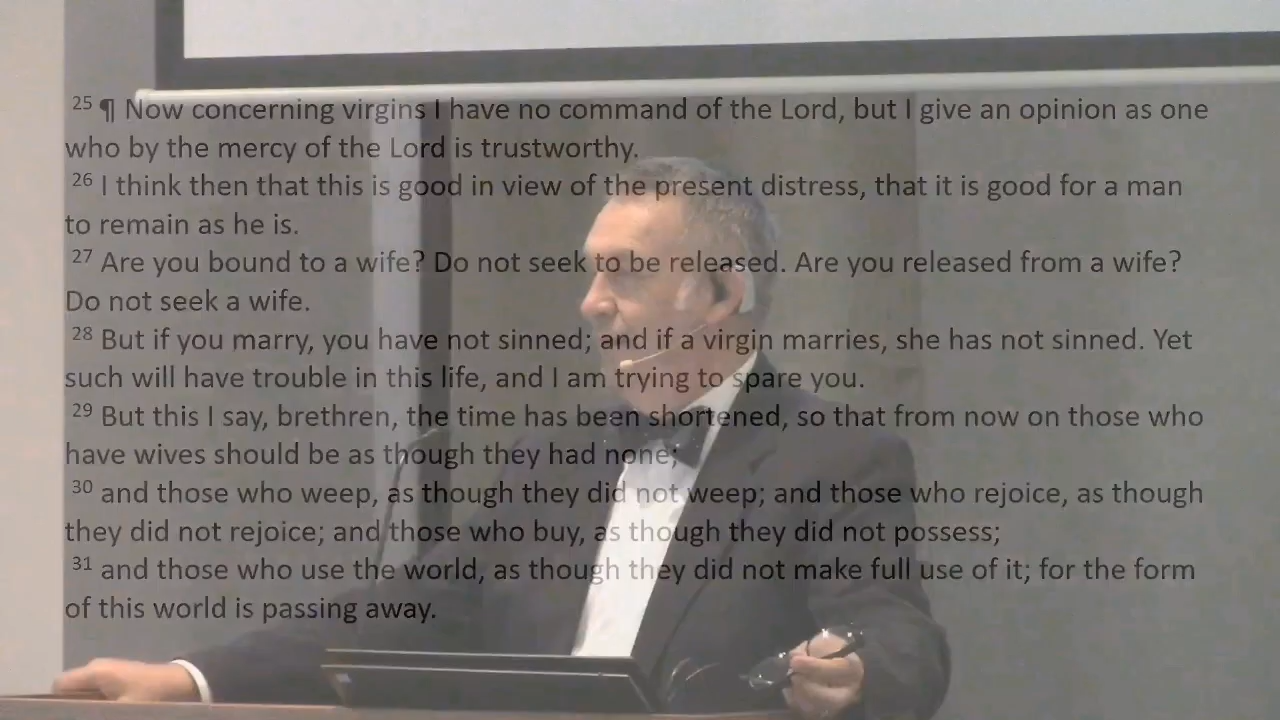 25 ¶ Now concerning virgins I have no command of the Lord, but I give an opinion as one
who by the mercy of the Lord is trustworthy.
26 I think then that this is good in view of the present distress, that it is good for a man
to remain as he is.
27 Are you bound to a wife? Do not seek to be released. Are you released from a wife?
Do not seek a wife.
28 But if you marry, you have not sinned; and if a virgin marries, she has not sinned. Yet
such will have trouble in this life, and I am trying to spare you.
29 But this I say, brethren, the time has been shortened, so that from now on those who
have wives should be as though they had none;
30 and those who weep, as though they did not weep; and those who rejoice, as though
they did not rejoice; and those who buy, as though they did not possess;
31 and those who use the world, as though they did not make full use of it; for the form
of this world is passing away.